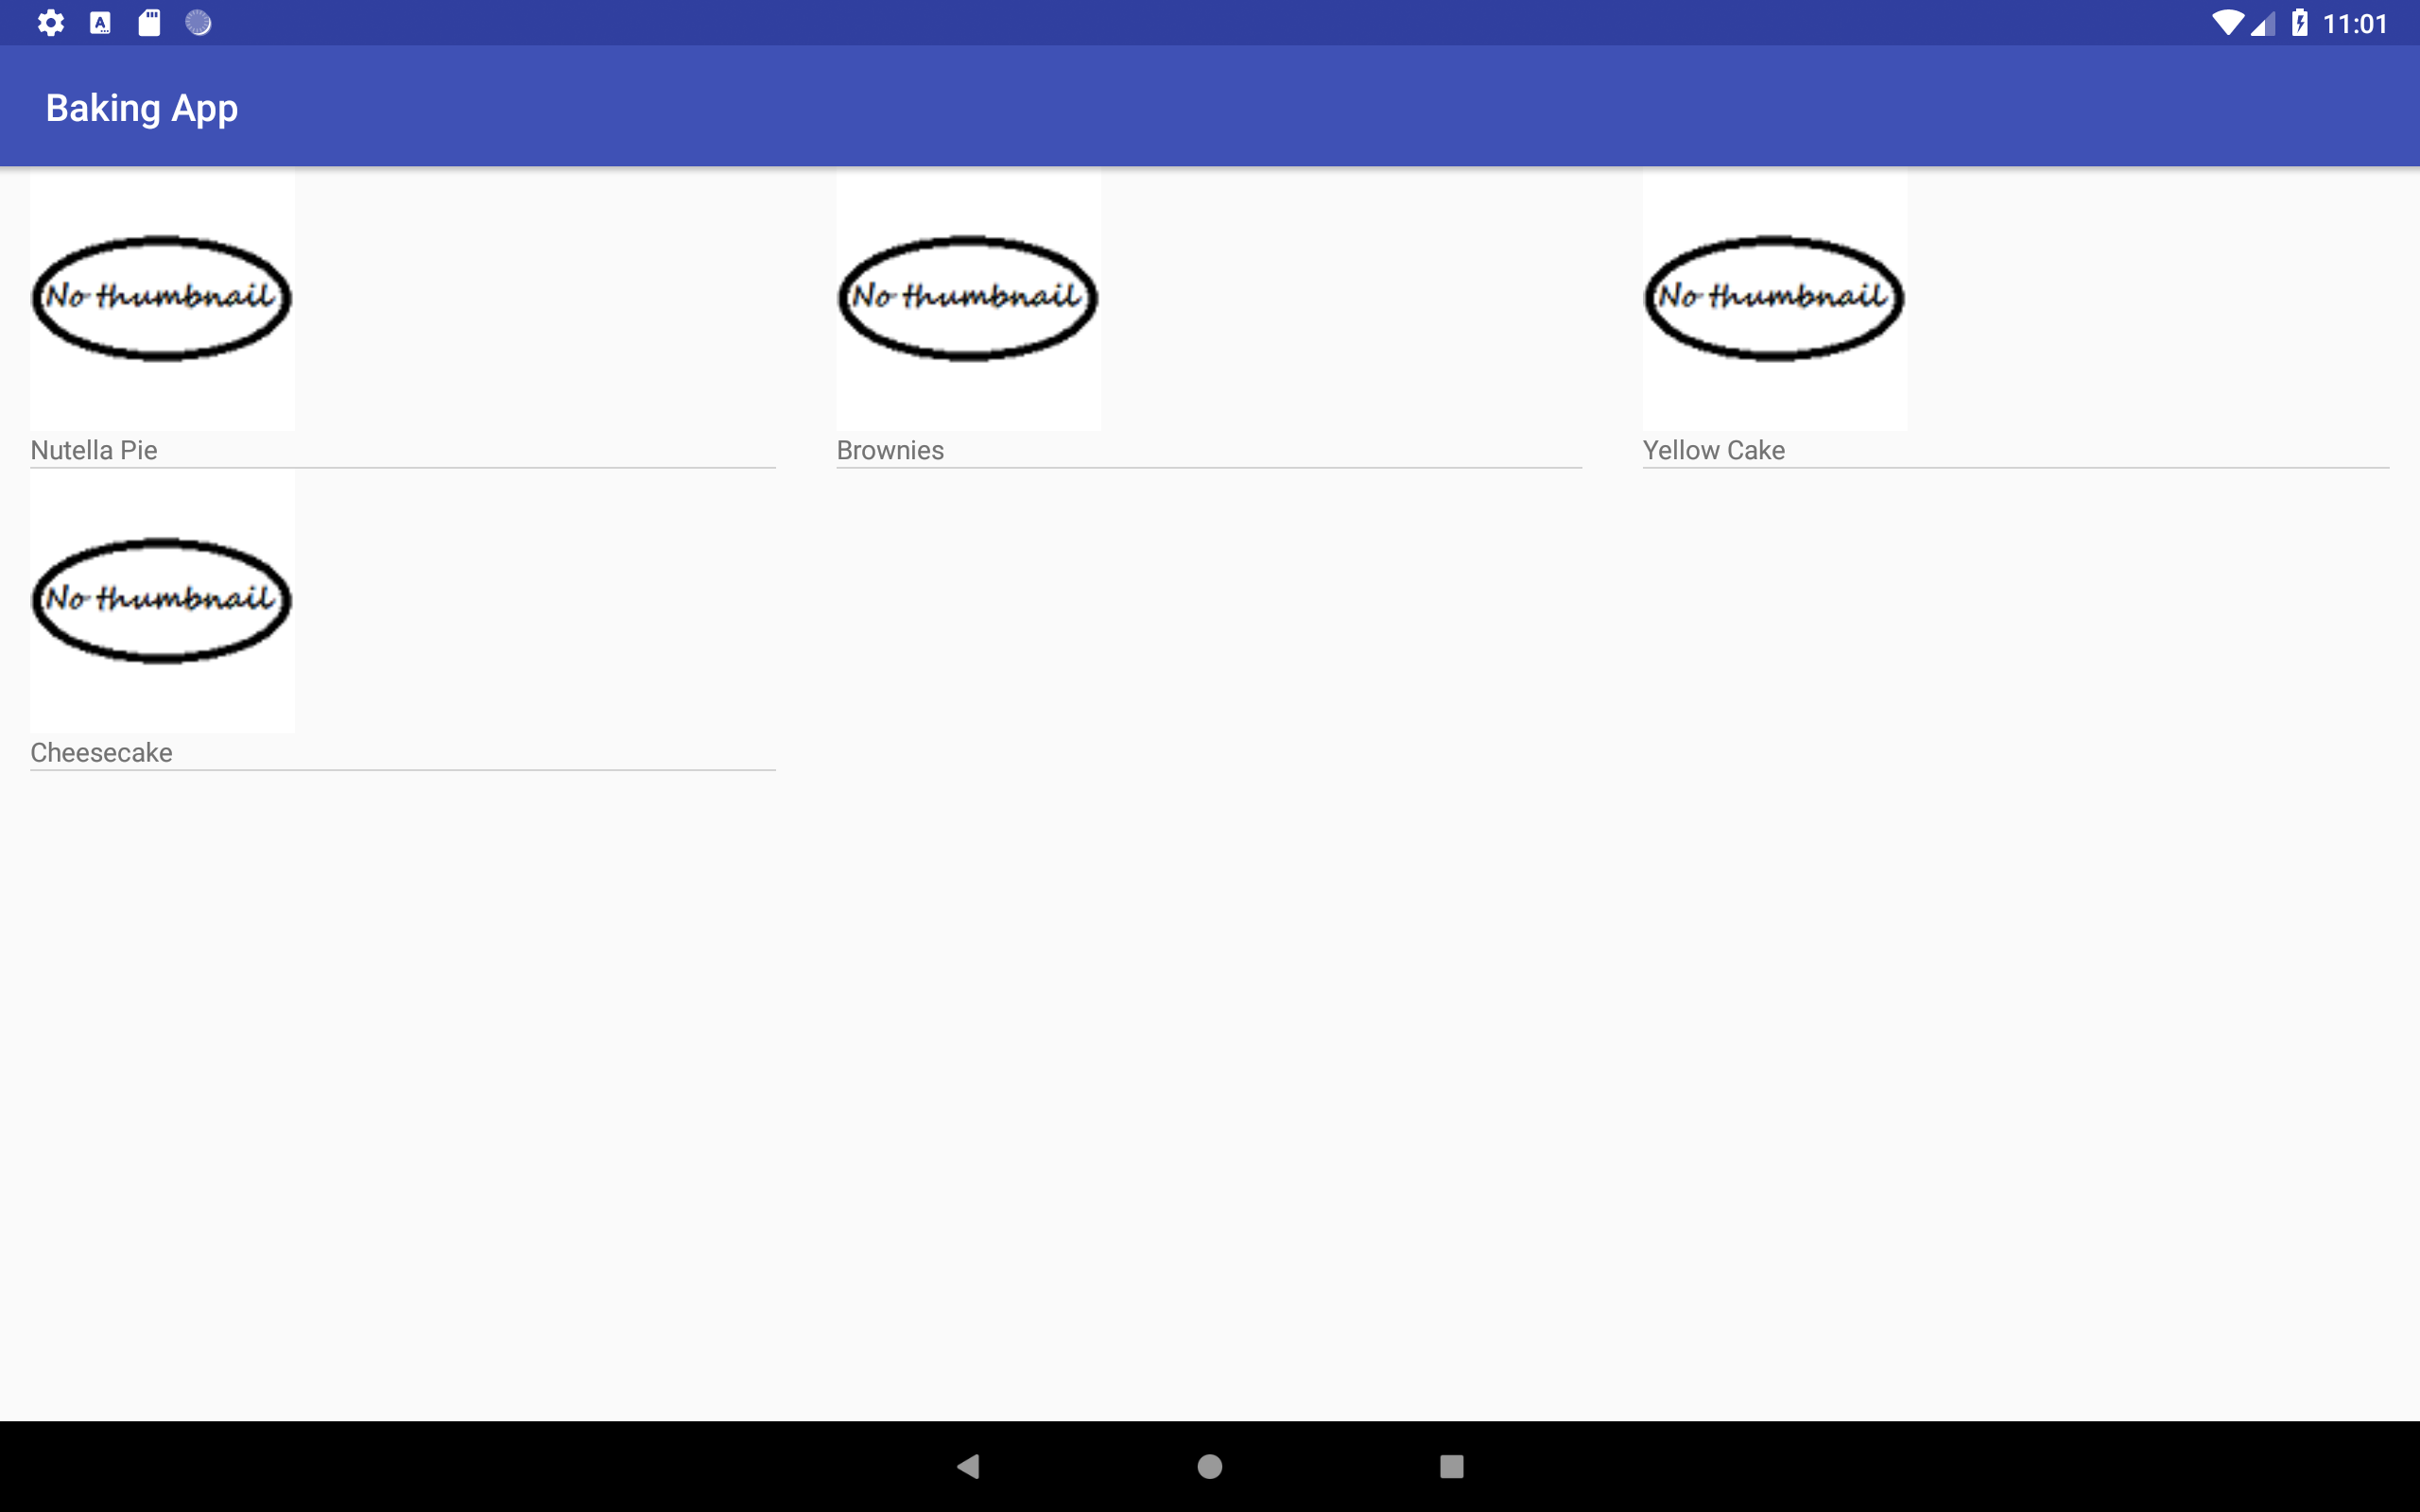 11:01
Baking App
No thumbnail No thumbnail No thumbnail
Nutella Pie Brownies Yellow Cake
No thumbnail
Cheesecake